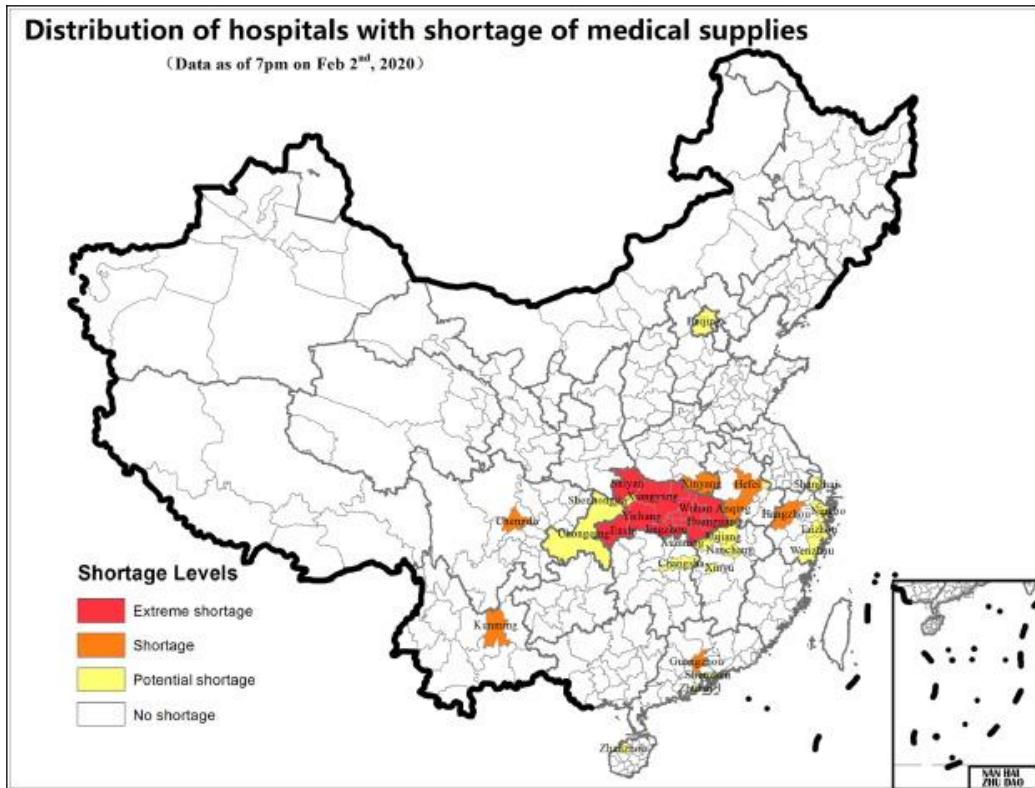 Distribution of hospitals with shortage of medical supplies
(Data as of 7pm on Feb 2nd, 2020)
Beijing
Shiyan
Xinyang
Hefei
Shanghai
Xiangyang
Chengdu
Wuhan
Anqing
Hangzhou
Ningbo
Yichang
Taizhou
Chongqing
Enshi
Jingzhou
Huanggang
Jiujiang
Wenzhou
Nanchang
Changsha
Xinyu
Kunming
Guangzhou
Shenzhen
Shortage Levels
Extreme shortage
Shortage
Potential shortage
No shortage
NAN HAI
ZHU DAO